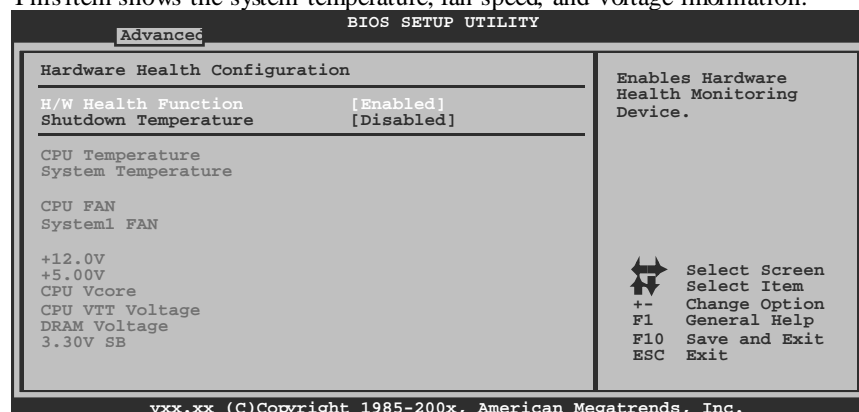 This item shows the system temperature, fan speed, and voltage information.
BIOS SETUP UTILITY
Advanced
Hardware Health Configuration
H/W Health Function [Enabled]
Shutdown Temperature [Disabled]
CPU Temperature
System Temperature
CPU FAN
System1 FAN
+12.0V
+5.00V
CPU Vcore
CPU VTT Voltage
DRAM Voltage
3.30V SB
Enables Hardware
Health Monitoring
Device.
Select Screen
Select Item
+- Change Option
F1 General Help
F10 Save and Exit
ESC Exit
vxx.xx (C)Copyright 1985-200x, American Megatrends, Inc.